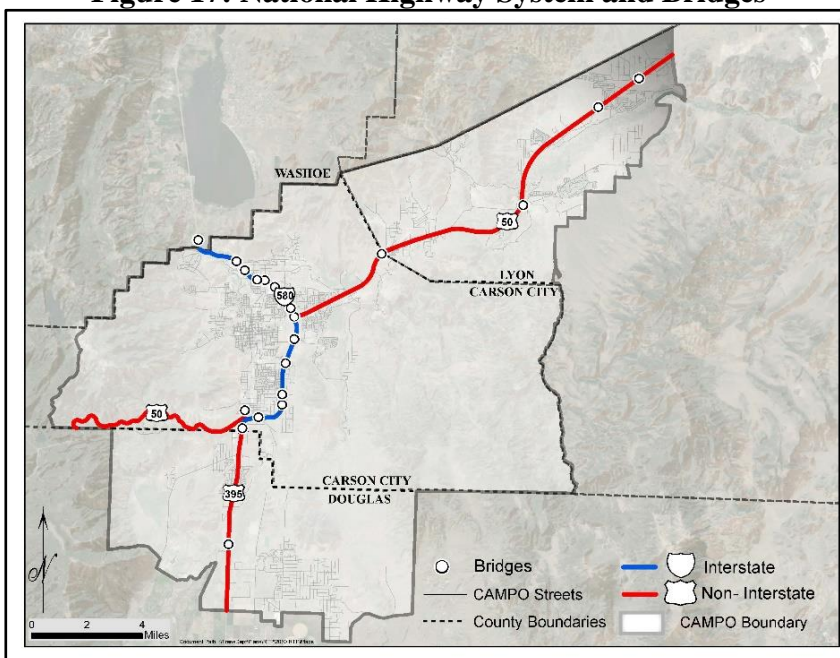 Figure 17: National Highway System and Bridges
WASHOE
50
LYON
CARSON CITY
580
50
CARSON CITY
DOUGLAS
395
N
Bridges
Interstate
CAMPO Streets
Non- Interstate
County Boundaries
CAMPO Boundary
0 2 4
Miles